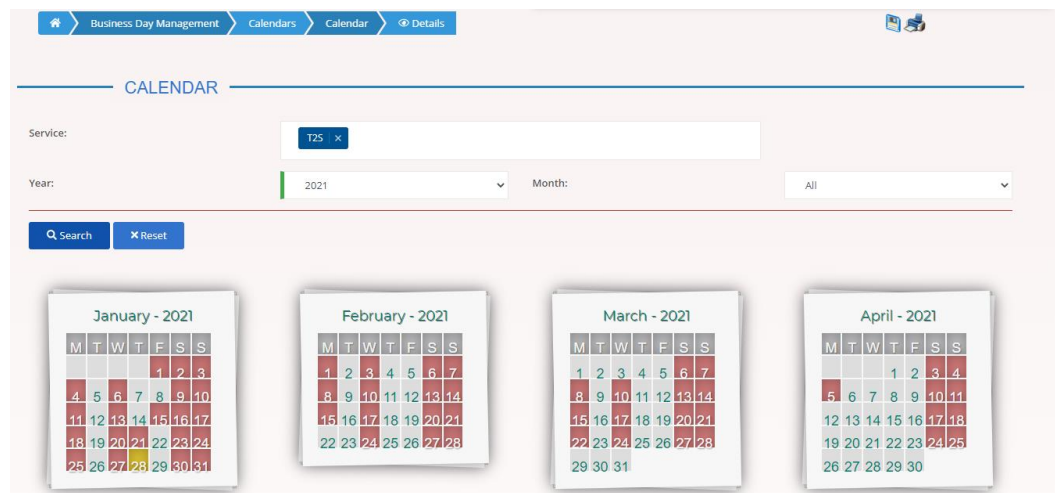 Business Day Management Calendars Calendar Details
CALENDAR
Service:
T2S ×
Year:
2021
Month:
All
Search
Reset
January - 2021
M T W T F S S
1 2 3
4 5 6 7 8 9 10
11 12 13 14 15 16 17
18 19 20 21 22 23 24
25 26 27 28 29 30 31
February - 2021
M T W T F S S
1 2 3 4 5 6 7
8 9 10 11 12 13 14
15 16 17 18 19 20 21
22 23 24 25 26 27 28
March - 2021
M T W T F S S
1 2 3 4 5 6 7
8 9 10 11 12 13 14
15 16 17 18 19 20 21
22 23 24 25 26 27 28
29 30 31
April - 2021
M T W T F S S
1 2 3 4
5 6 7 8 9 10 11
12 13 14 15 16 17 18
19 20 21 22 23 24 25
26 27 28 29 30